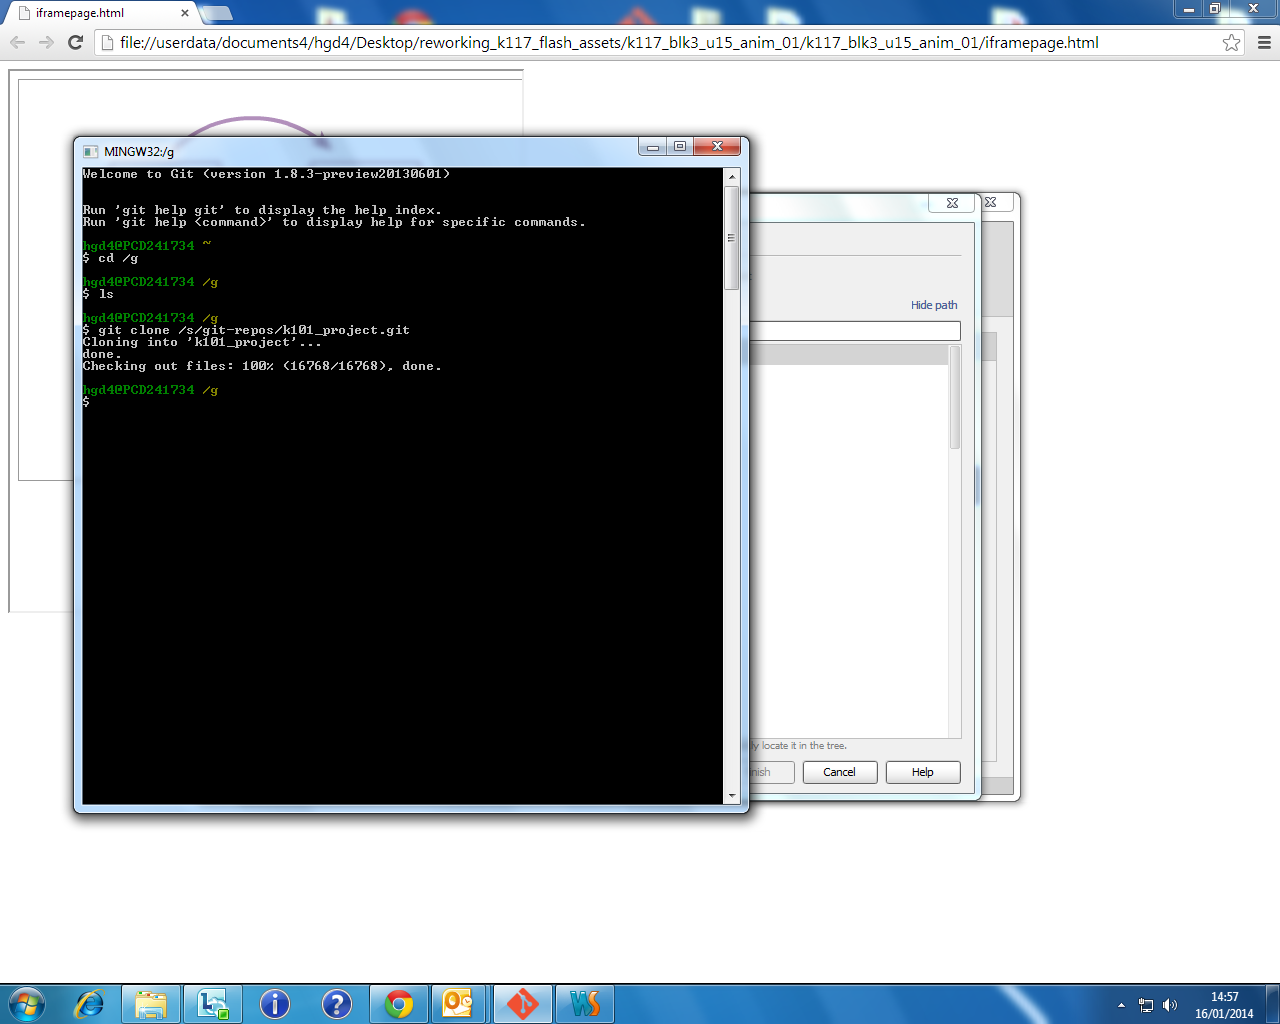 iframepage.html
file://userdata/documents4/hgd4/Desktop/reworking_k117_flash_assets/k117_blk3_u15_anim_01/k117_blk3_u15_anim_01/iframepage.html
MINGW32:/g
Welcome to Git (version 1.8.3-preview20130601)
Run 'git help git' to display the help index.
Run 'git help <command>' to display help for specific commands.
hgd4@PCD241734 ~
$ cd /g
hgd4@PCD241734 /g
$ ls
hgd4@PCD241734 /g
$ git clone /s/git-repos/k101_project.git
Cloning into 'k101_project'...
done.
Checking out files: 100% (16768/16768), done.
hgd4@PCD241734 /g
$
Hide path
ly locate it in the tree.
nish
Cancel
Help
14:57
16/01/2014